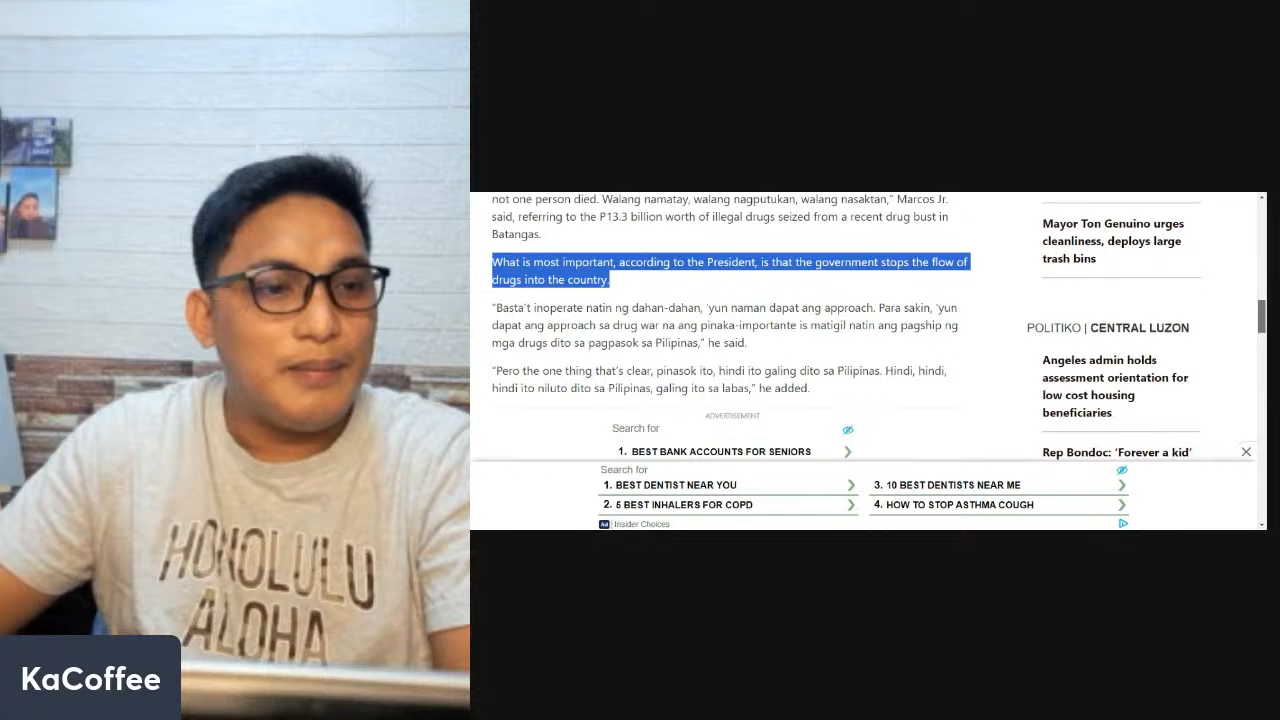 HONOLULU
ALOHA
KaCoffee
not one person died. Walang namatay, walang nagputukan, walang nasaktan," Marcos Jr.
said, referring to the P13.3 billion worth of illegal drugs seized from a recent drug bust in
Batangas.
What is most important, according to the President, is that the government stops the flow of
drugs into the country.
"Basta't inoperate natin ng dahan-dahan, 'yun naman dapat ang approach. Para sakin, 'yun
dapat ang approach sa drug war na ang pinaka-importante is matigil natin ang pagship ng
mga drugs dito sa pagpasok sa Pilipinas," he said.
"Pero the one thing that's clear, pinasok ito, hindi ito galing dito sa Pilipinas. Hindi, hindi,
hindi ito niluto dito sa Pilipinas, galing ito sa labas," he added.
ADVERTISEMENT
Search for
1. BEST BANK ACCOUNTS FOR SENIORS
Mayor Ton Genuino urges
cleanliness, deploys large
trash bins
POLITIKO | CENTRAL LUZON
Angeles admin holds
assessment orientation for
low cost housing
beneficiaries
Rep Bondoc: 'Forever a kid'
Search for
1. BEST DENTIST NEAR YOU
2. 5 BEST INHALERS FOR COPD
3. 10 BEST DENTISTS NEAR ME
4. HOW TO STOP ASTHMA COUGH
Ad | Insider Choices